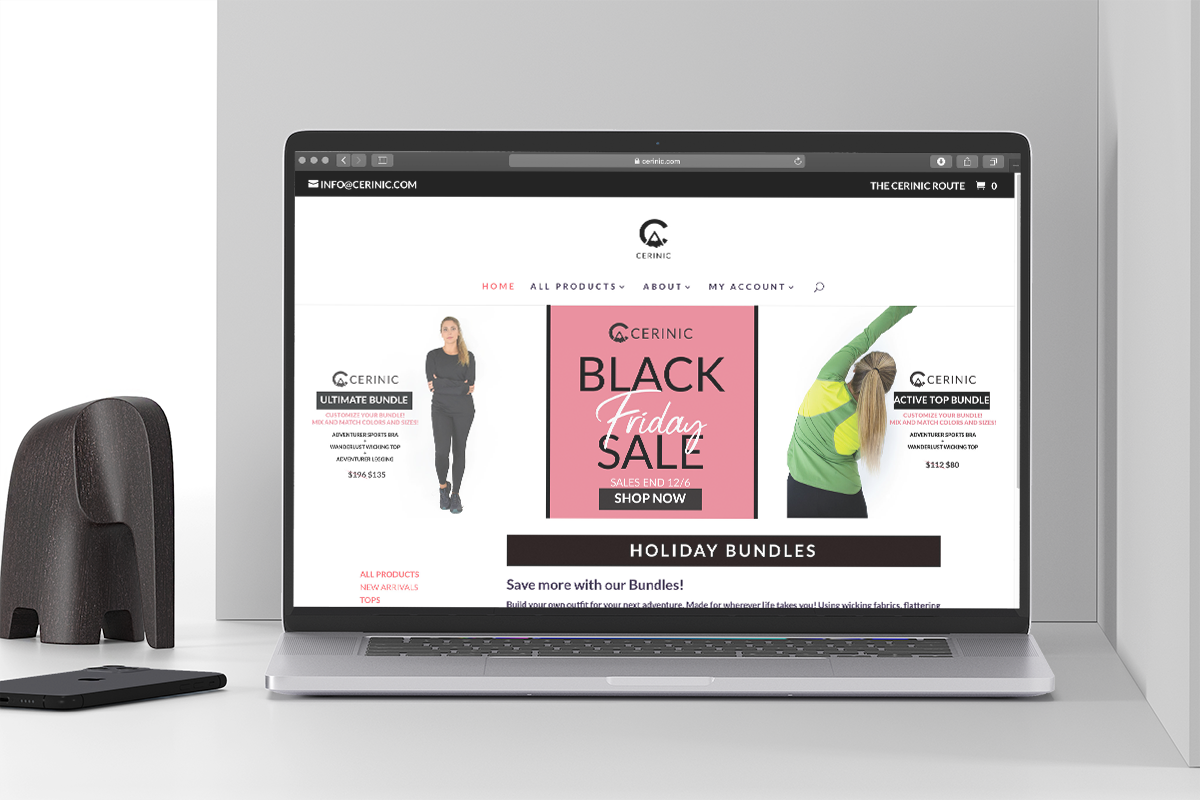 cerinic.com
INFO@CERINIC.COM
THE CERINIC ROUTE 0
CERINIC
HOME ALL PRODUCTS ABOUT MY ACCOUNT
CERINIC
ULTIMATE BUNDLE
CUSTOMIZE YOUR BUNDLE!
MIX AND MATCH COLORS AND SIZES!
ADVENTURER SPORTS BRA
+
WANDERLUST WICKING TOP
+
ADVENTURER LEGGING
$196 $135
CERINIC
BLACK
Friday
SALE
SALES END 12/6
SHOP NOW
CERINIC
ACTIVE TOP BUNDLE
CUSTOMIZE YOUR BUNDLE!
MIX AND MATCH COLORS AND SIZES!
ADVENTURER SPORTS BRA
+
WANDERLUST WICKING TOP
$112 $80
HOLIDAY BUNDLES
ALL PRODUCTS
NEW ARRIVALS
TOPS
Save more with our Bundles!
Build your own outfit for your next adventure. Made for wherever life takes you! Using wicking fabrics, flattering